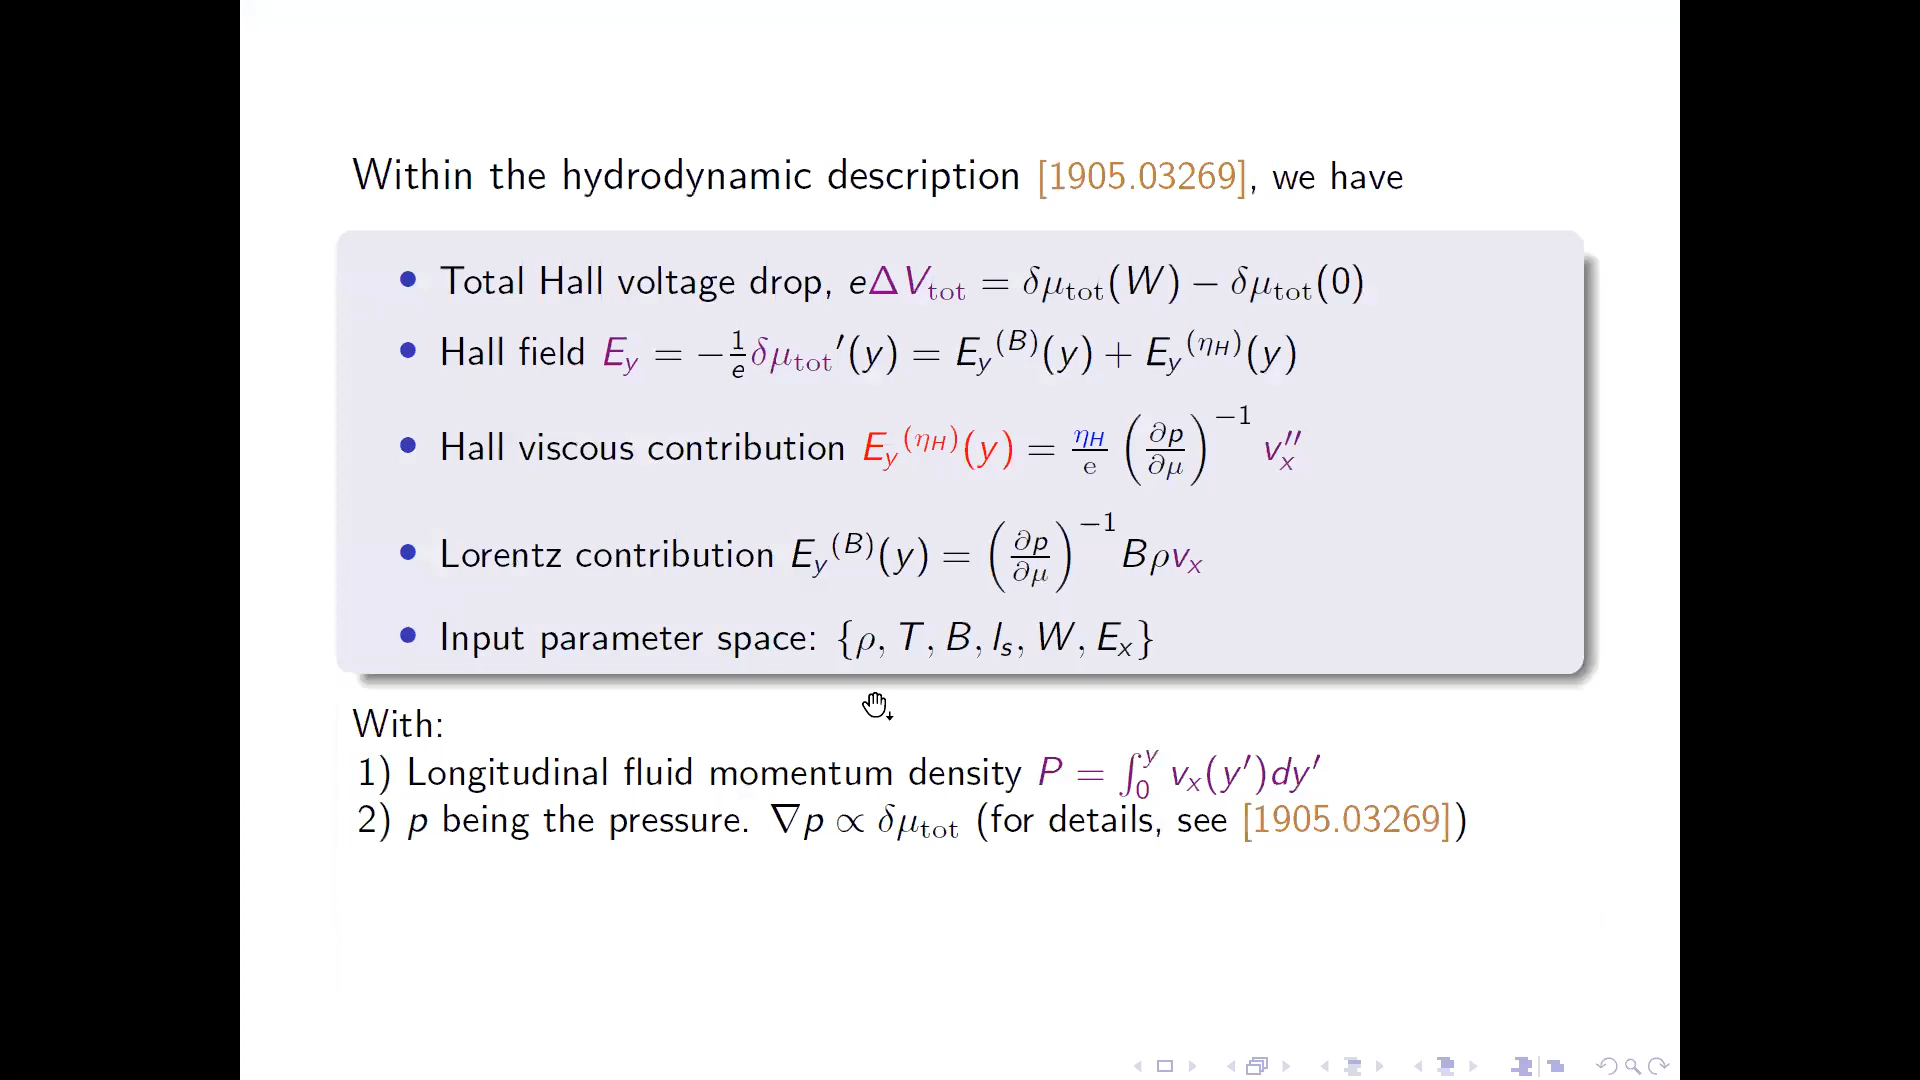 Within the hydrodynamic description [1905.03269], we have
• Total Hall voltage drop, eΔV_tot = δμ_tot(W) − δμ_tot(0)
• Hall field E_y = −1/e δμ_tot′(y) = E_y^(B)(y) + E_y^(η_H)(y)
• Hall viscous contribution E_y^(η_H)(y) = η_H/e (∂p/∂μ)^−1 v_x″
• Lorentz contribution E_y^(B)(y) = (∂p/∂μ)^−1 Bρv_x
• Input parameter space: {ρ, T, B, l_s, W, E_x}
With:
1) Longitudinal fluid momentum density P = ∫_0^y v_x(y′)dy′
2) p being the pressure. ∇p ∝ δμ_tot (for details, see [1905.03269])